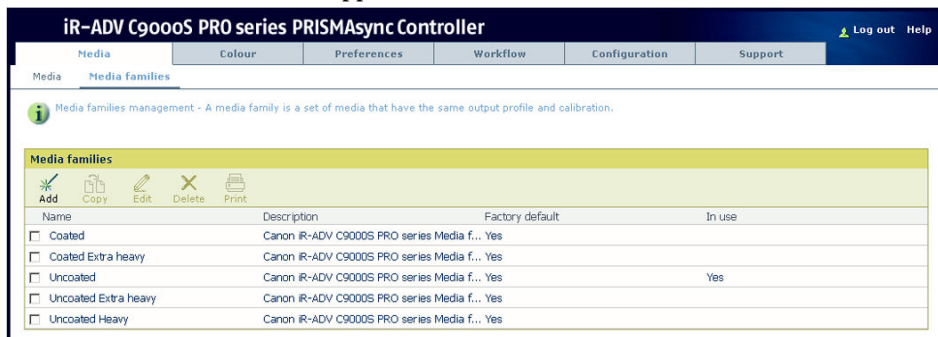 iR-ADV C9000S PRO series PRISMAsync Controller
Log out Help
Media Colour Preferences Workflow Configuration Support
Media Media families
Media families management - A media family is a set of media that have the same output profile and calibration.
Media families
Add Copy Edit Delete Print
Name Description Factory default In use
Coated Canon iR-ADV C9000S PRO series Media f... Yes
Coated Extra heavy Canon iR-ADV C9000S PRO series Media f... Yes
Uncoated Canon iR-ADV C9000S PRO series Media f... Yes Yes
Uncoated Extra heavy Canon iR-ADV C9000S PRO series Media f... Yes
Uncoated Heavy Canon iR-ADV C9000S PRO series Media f... Yes